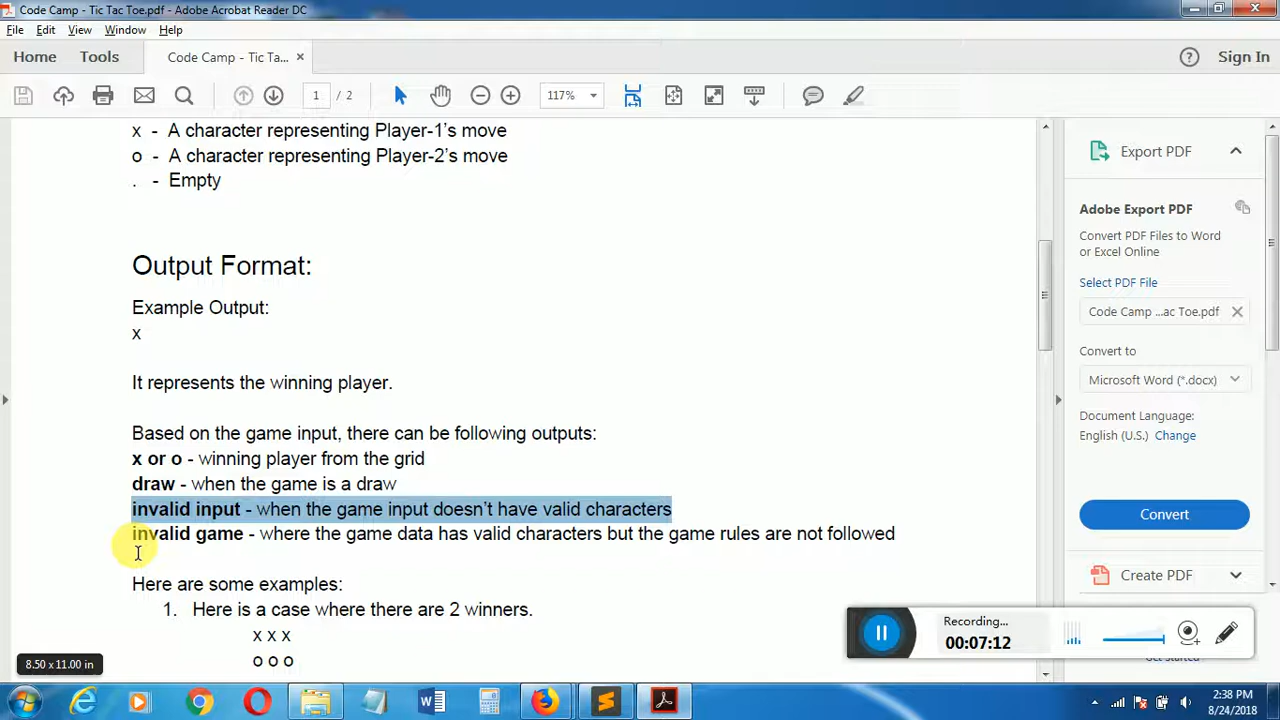 Code Camp - Tic Tac Toe.pdf - Adobe Acrobat Reader DC
File Edit View Window Help
Home Tools Code Camp - Tic Ta... × ? Sign In
1 / 2 117%
x - A character representing Player-1's move
o - A character representing Player-2's move
. - Empty
Output Format:
Example Output:
x
It represents the winning player.
Based on the game input, there can be following outputs:
x or o - winning player from the grid
draw - when the game is a draw
invalid input - when the game input doesn't have valid characters
invalid game - where the game data has valid characters but the game rules are not followed
Here are some examples:
1. Here is a case where there are 2 winners.
x x x
o o o
8.50 x 11.00 in
Export PDF
Adobe Export PDF
Convert PDF Files to Word
or Excel Online
Select PDF File
Code Camp ...ac Toe.pdf ×
Convert to
Microsoft Word (*.docx)
Document Language:
English (U.S.) Change
Convert
Create PDF
Recording...
00:07:12
2:38 PM
8/24/2018